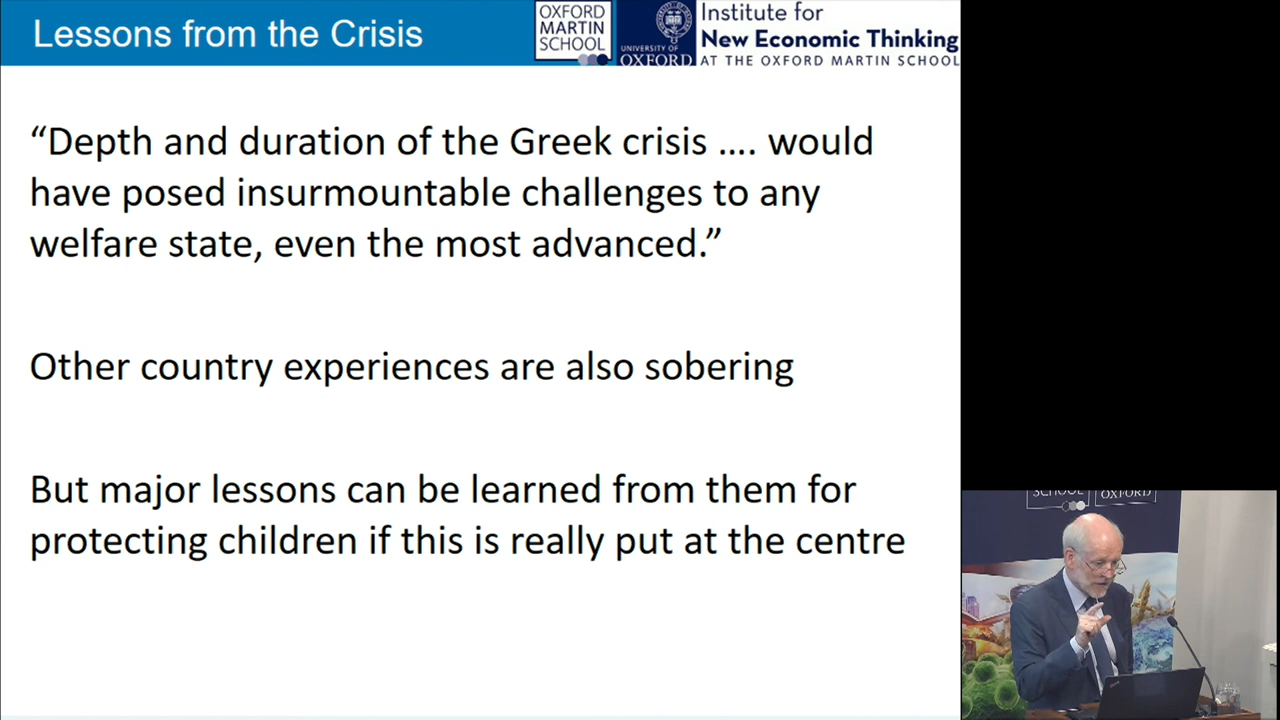 Lessons from the Crisis
OXFORD
MARTIN
SCHOOL
UNIVERSITY OF
OXFORD
Institute for
New Economic Thinking
AT THE OXFORD MARTIN SCHOOL
“Depth and duration of the Greek crisis .... would
have posed insurmountable challenges to any
welfare state, even the most advanced.”
Other country experiences are also sobering
But major lessons can be learned from them for
protecting children if this is really put at the centre
SCHOOL
OXFORD